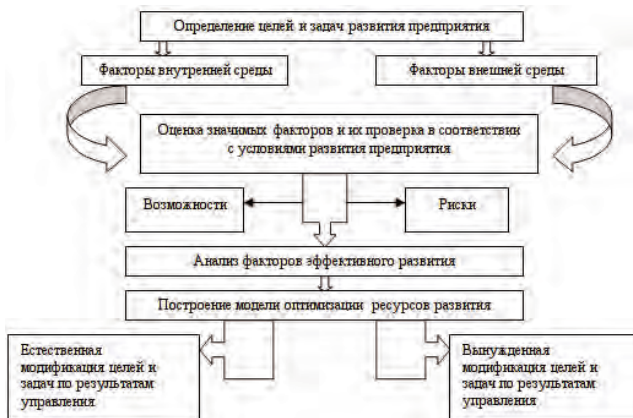 Определение целей и задач развития предприятия
Факторы внутренней среды
Факторы внешней среды
Оценка значимых факторов и их проверка в соответствии
с условиями развития предприятия
Возможности
Риски
Анализ факторов эффективного развития
Построение модели оптимизации ресурсов развития
Естественная
модификация целей и
задач по результатам
управления
Вынужденная
модификация целей и
задач по результатам
управления